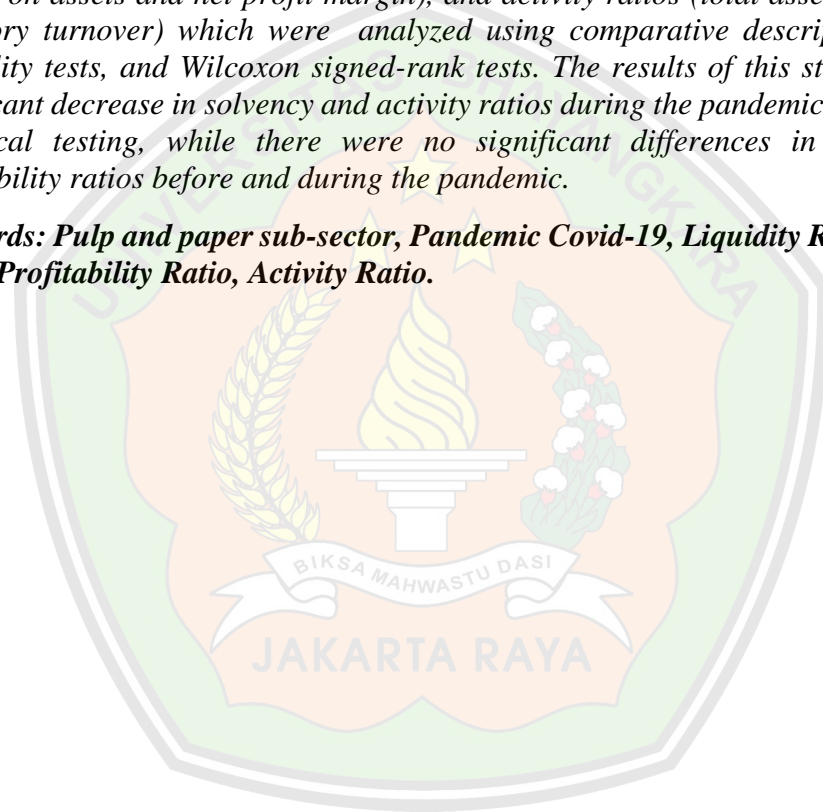 on assets and net profit margin), and activity ratios (total asse
ory turnover) which were analyzed using comparative descrip
lity tests, and Wilcoxon signed-rank tests. The results of this st
cant decrease in solvency and activity ratios during the pandemic
cal testing, while there were no significant differences in
bility ratios before and during the pandemic.
rds: Pulp and paper sub-sector, Pandemic Covid-19, Liquidity R
Profitability Ratio, Activity Ratio.
UNIVERSITAS BHAYANGKARA
BIKSA MAHWASTU DASI
JAKARTA RAYA